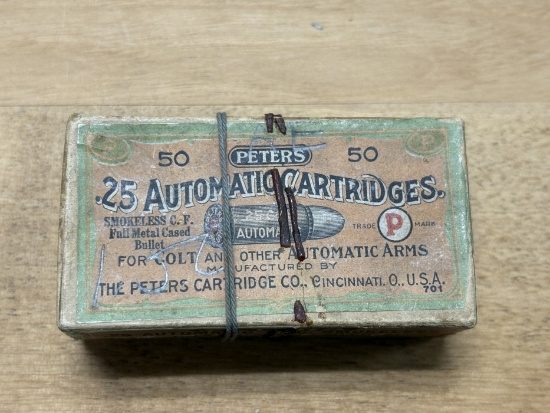 50 PETERS 50
.25 AUTOMATIC CARTRIDGES.
SMOKELESS C. F.
Full Metal Cased
Bullet
AUTOMA
TRADE P MARK
FOR COLT AND OTHER AUTOMATIC ARMS
MANUFACTURED BY
THE PETERS CARTRIDGE CO., CINCINNATI, O., U.S.A.
701